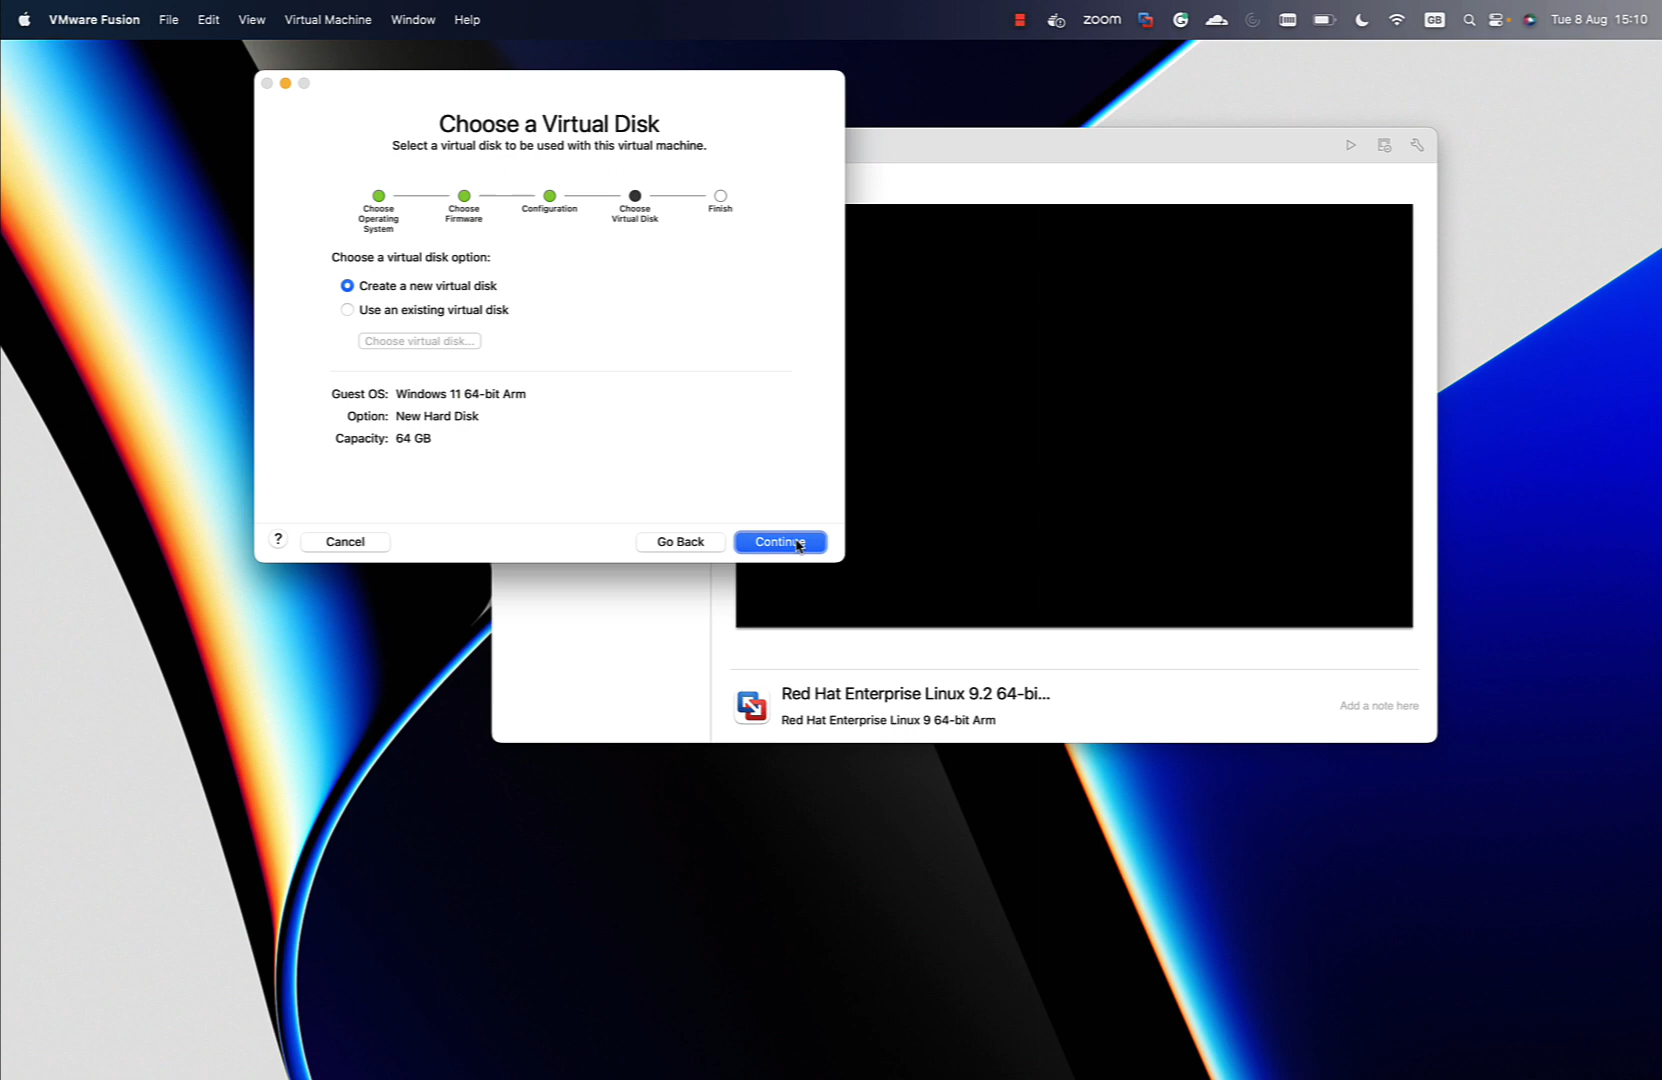 VMware Fusion File Edit View Virtual Machine Window Help zoom GB Tue 8 Aug 15:10
Choose a Virtual Disk
Select a virtual disk to be used with this virtual machine.
Choose Operating System
Choose Firmware
Configuration
Choose Virtual Disk
Finish
Choose a virtual disk option:
Create a new virtual disk
Use an existing virtual disk
Choose virtual disk...
Guest OS: Windows 11 64-bit Arm
Option: New Hard Disk
Capacity: 64 GB
? Cancel Go Back Continue
Red Hat Enterprise Linux 9.2 64-bi...
Add a note here
Red Hat Enterprise Linux 9 64-bit Arm